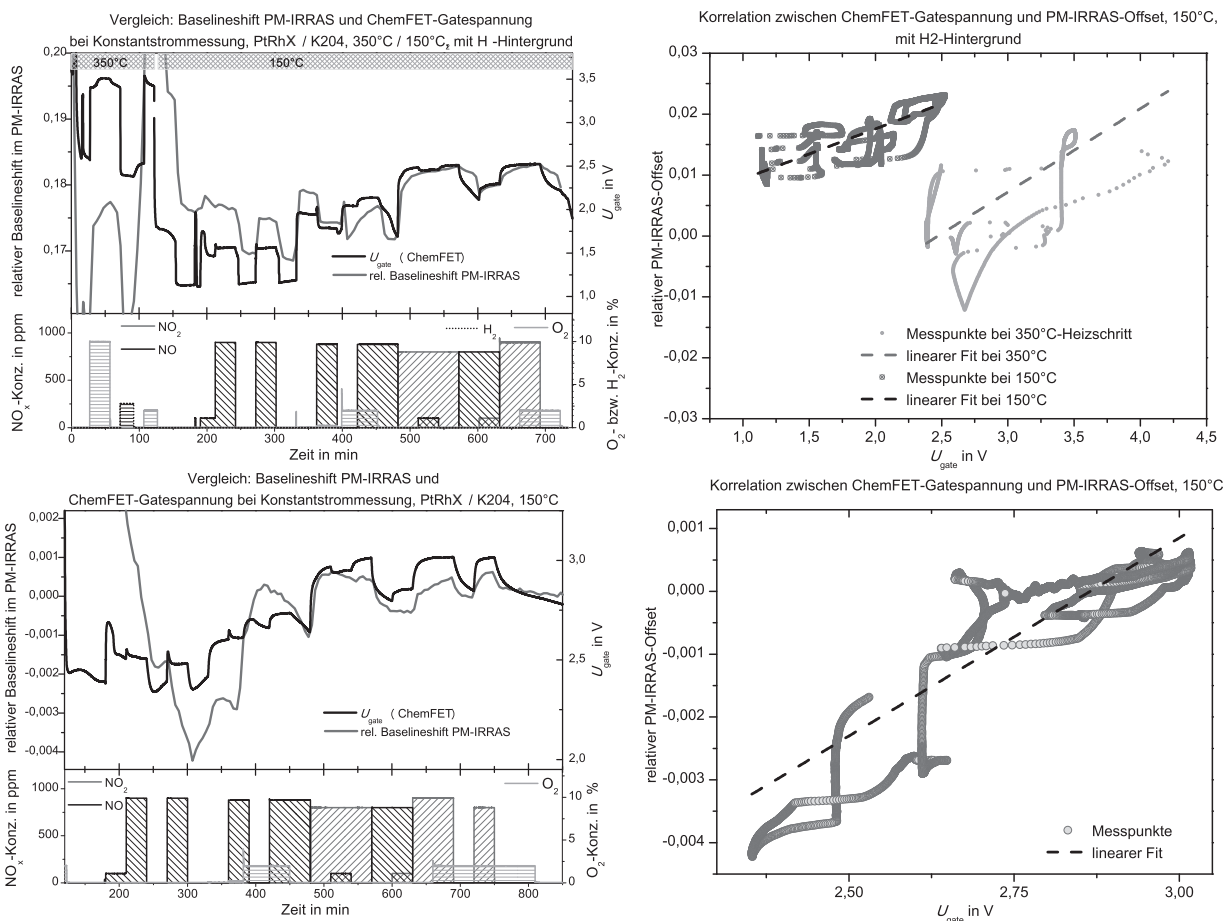 Vergleich: Baselineshift PM-IRRAS und ChemFET-Gatespannung
bei Konstantstrommessung, PtRhX / K204, 350°C / 150°C, mit H2-Hintergrund
350°C
150°C
relativer Baselineshift im PM-IRRAS
0,20
0,19
0,18
0,17
3,5
3,0
2,5
2,0
1,5
1,0
Ugate in V
Ugate (ChemFET)
rel. Baselineshift PM-IRRAS
NOx-Konz. in ppm
1000
500
0
NO2
NO
H2
O2
10
5
0
O2- bzw. H2-Konz. in %
0 100 200 300 400 500 600 700
Zeit in min
Korrelation zwischen ChemFET-Gatespannung und PM-IRRAS-Offset, 150°C,
mit H2-Hintergrund
relativer PM-IRRAS-Offset
0,03
0,02
0,01
0,00
-0,01
-0,02
-0,03
Messpunkte bei 350°C-Heizschritt
linearer Fit bei 350°C
Messpunkte bei 150°C
linearer Fit bei 150°C
1,0 1,5 2,0 2,5 3,0 3,5 4,0 4,5
Ugate in V
Vergleich: Baselineshift PM-IRRAS und
ChemFET-Gatespannung bei Konstantstrommessung, PtRhX / K204, 150°C
relativer Baselineshift im PM-IRRAS
0,002
0,001
0,000
-0,001
-0,002
-0,003
-0,004
3,0
2,5
2,0
Ugate in V
Ugate (ChemFET)
rel. Baselineshift PM-IRRAS
NOx-Konz. in ppm
1000
500
0
NO2
NO
O2
10
5
0
O2-Konz. in %
200 300 400 500 600 700 800
Zeit in min
Korrelation zwischen ChemFET-Gatespannung und PM-IRRAS-Offset, 150°C
relativer PM-IRRAS-Offset
0,001
0,000
-0,001
-0,002
-0,003
-0,004
Messpunkte
linearer Fit
2,50 2,75 3,00
Ugate in V